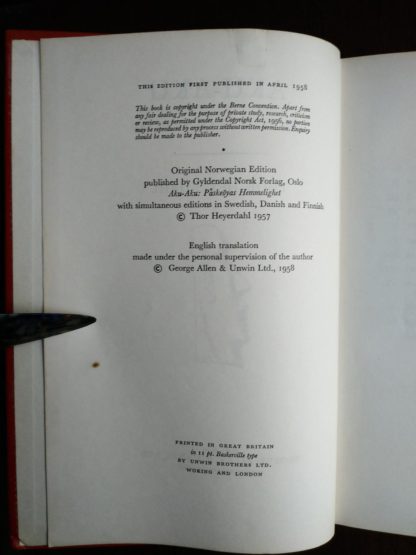 THIS EDITION FIRST PUBLISHED IN APRIL 1958
This book is copyright under the Berne Convention. Apart from
any fair dealing for the purpose of private study, research, criticism
or review, as permitted under the Copyright Act, 1956, no portion
may be reproduced by any process without written permission. Enquiry
should be made to the publisher.
*
Original Norwegian Edition
published by Gyldendal Norsk Forlag, Oslo
Aku-Aku: Påskeöyas Hemmelighet
with simultaneous editions in Swedish, Danish and Finnish
© Thor Heyerdahl 1957
English translation
made under the personal supervision of the author
© George Allen & Unwin Ltd., 1958
PRINTED IN GREAT BRITAIN
in 11 pt. Baskerville type
BY UNWIN BROTHERS LTD.
WOKING AND LONDON